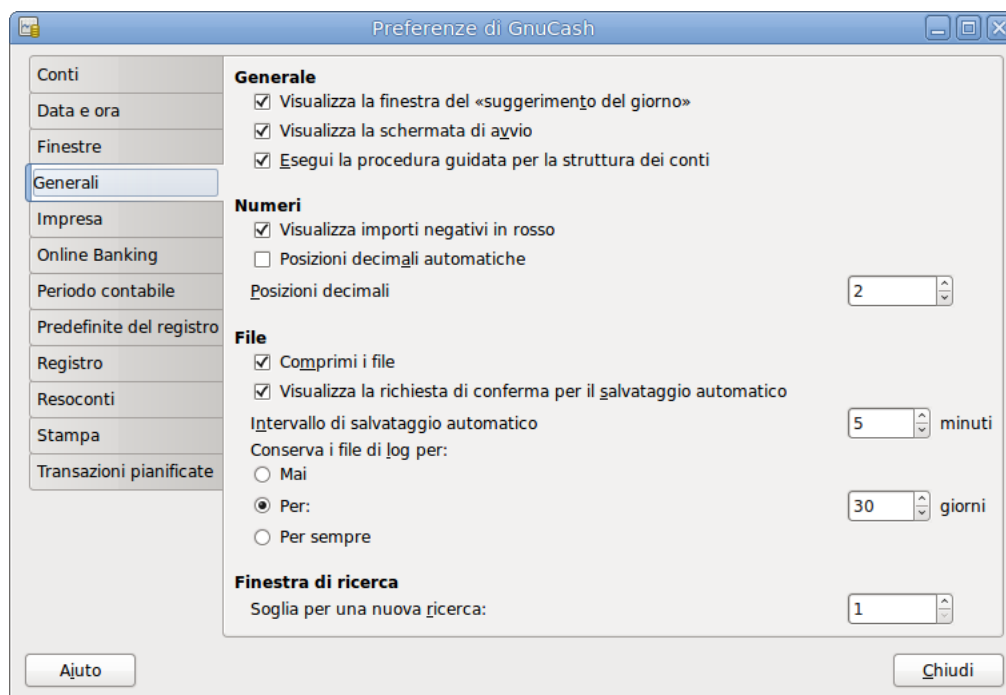 Preferenze di GnuCash
Conti
Data e ora
Finestre
Generali
Impresa
Online Banking
Periodo contabile
Predefinite del registro
Registro
Resoconti
Stampa
Transazioni pianificate
Generale
Visualizza la finestra del «suggerimento del giorno»
Visualizza la schermata di avvio
Esegui la procedura guidata per la struttura dei conti
Numeri
Visualizza importi negativi in rosso
Posizioni decimali automatiche
Posizioni decimali 2
File
Comprimi i file
Visualizza la richiesta di conferma per il salvataggio automatico
Intervallo di salvataggio automatico 5 minuti
Conserva i file di log per:
Mai
Per: 30 giorni
Per sempre
Finestra di ricerca
Soglia per una nuova ricerca: 1
Aiuto Chiudi